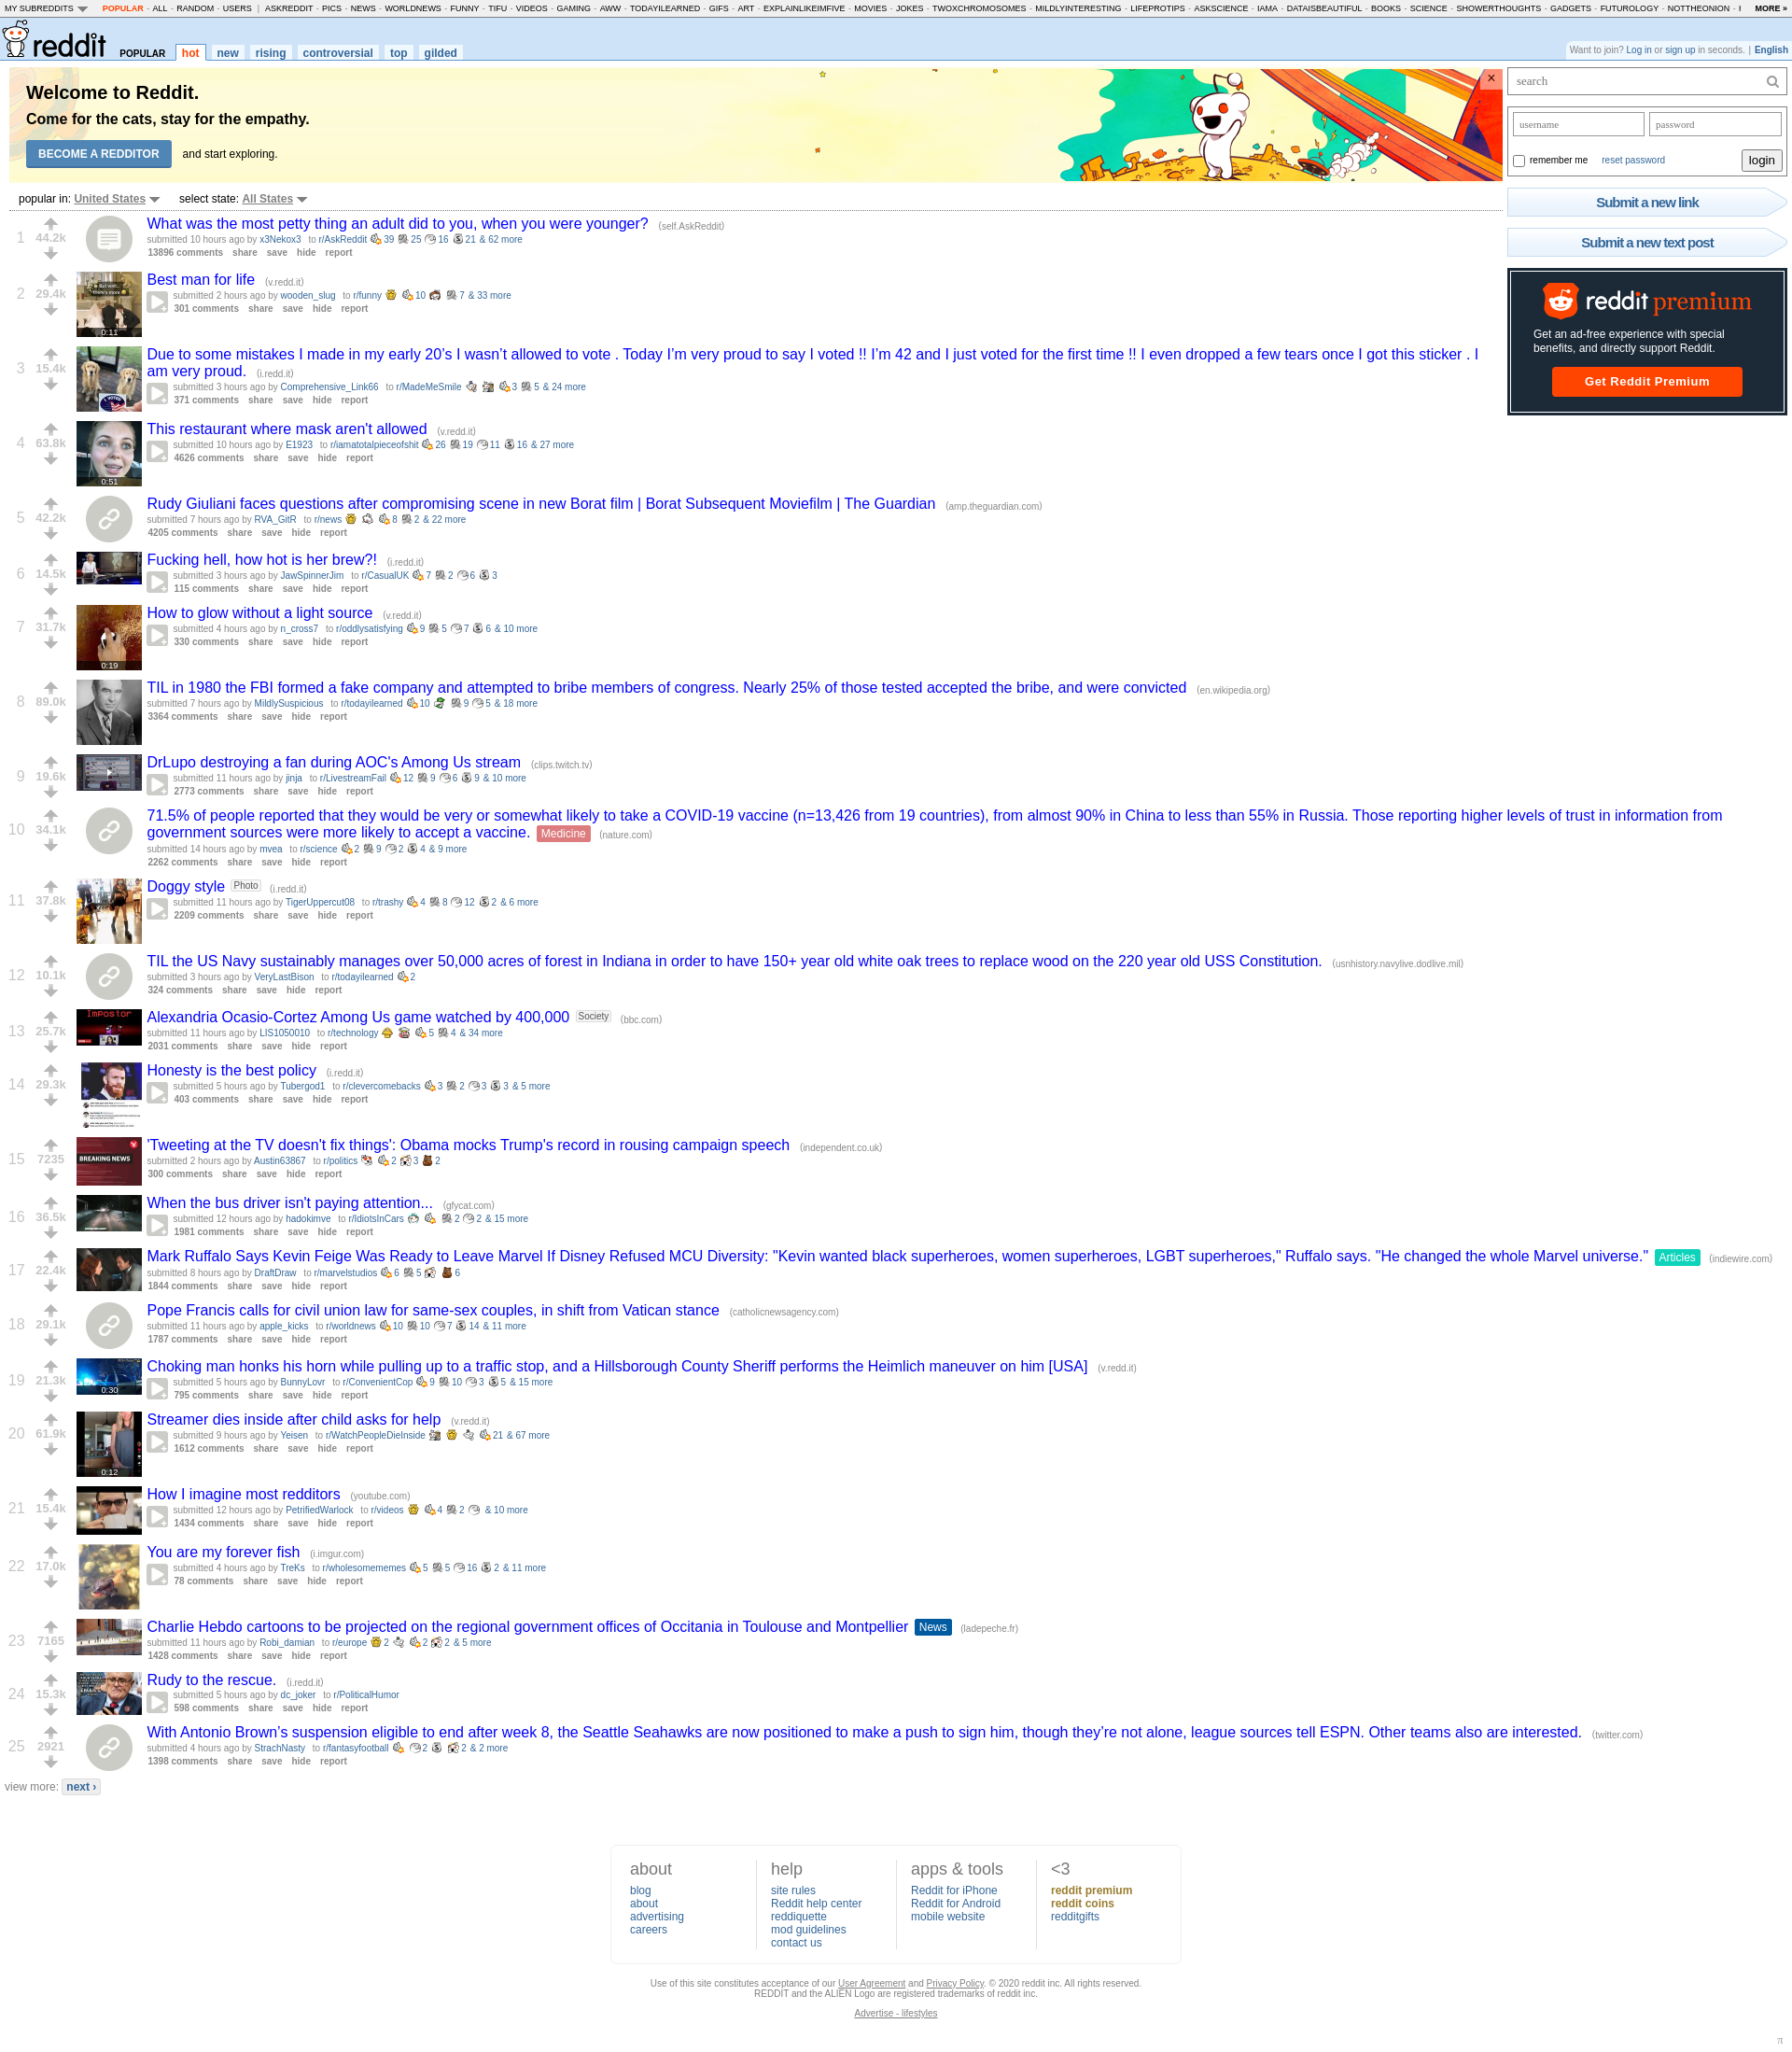 MY SUBREDDITS POPULAR - ALL - RANDOM - USERS | ASKREDDIT - PICS - NEWS - WORLDNEWS - FUNNY - TIFU - VIDEOS - GAMING - AWW - TODAYILEARNED - GIFS - ART - EXPLAINLIKEIMFIVE - MOVIES - JOKES - TWOXCHROMOSOMES - MILDLYINTERESTING - LIFEPROTIPS - ASKSCIENCE - IAMA - DATAISBEAUTIFUL - BOOKS - SCIENCE - SHOWERTHOUGHTS - GADGETS - FUTUROLOGY - NOTTHEONION - MORE »
reddit POPULAR hot new rising controversial top gilded
Want to join? Log in or sign up in seconds. | English
Welcome to Reddit.
Come for the cats, stay for the empathy.
BECOME A REDDITOR and start exploring.
×
search
username password
remember me reset password login
Submit a new link
Submit a new text post
reddit premium
Get an ad-free experience with special
benefits, and directly support Reddit.
Get Reddit Premium
popular in: United States select state: All States
1 44.2k What was the most petty thing an adult did to you, when you were younger? (self.AskReddit)
submitted 10 hours ago by x3Nekox3 to r/AskReddit 39 25 16 21 & 62 more
13896 comments share save hide report
2 29.4k Best man for life (v.redd.it)
submitted 2 hours ago by wooden_slug to r/funny 10 7 & 33 more
301 comments share save hide report
0:11
3 15.4k Due to some mistakes I made in my early 20’s I wasn’t allowed to vote . Today I’m very proud to say I voted !! I’m 42 and I just voted for the first time !! I even dropped a few tears once I got this sticker . I
am very proud. (i.redd.it)
submitted 3 hours ago by Comprehensive_Link66 to r/MadeMeSmile 3 5 & 24 more
371 comments share save hide report
4 63.8k This restaurant where mask aren't allowed (v.redd.it)
submitted 10 hours ago by E1923 to r/iamatotalpieceofshit 26 19 11 16 & 27 more
4626 comments share save hide report
0:51
5 42.2k Rudy Giuliani faces questions after compromising scene in new Borat film | Borat Subsequent Moviefilm | The Guardian (amp.theguardian.com)
submitted 7 hours ago by RVA_GitR to r/news 8 2 & 22 more
4205 comments share save hide report
6 14.5k Fucking hell, how hot is her brew?! (i.redd.it)
submitted 3 hours ago by JawSpinnerJim to r/CasualUK 7 2 6 3
115 comments share save hide report
7 31.7k How to glow without a light source (v.redd.it)
submitted 4 hours ago by n_cross7 to r/oddlysatisfying 9 5 7 6 & 10 more
330 comments share save hide report
0:19
8 89.0k TIL in 1980 the FBI formed a fake company and attempted to bribe members of congress. Nearly 25% of those tested accepted the bribe, and were convicted (en.wikipedia.org)
submitted 7 hours ago by MildlySuspicious to r/todayilearned 10 9 5 & 18 more
3364 comments share save hide report
9 19.6k DrLupo destroying a fan during AOC's Among Us stream (clips.twitch.tv)
submitted 11 hours ago by jinja to r/LivestreamFail 12 9 6 9 & 10 more
2773 comments share save hide report
10 34.1k 71.5% of people reported that they would be very or somewhat likely to take a COVID-19 vaccine (n=13,426 from 19 countries), from almost 90% in China to less than 55% in Russia. Those reporting higher levels of trust in information from
government sources were more likely to accept a vaccine. Medicine (nature.com)
submitted 14 hours ago by mvea to r/science 2 9 2 4 & 9 more
2262 comments share save hide report
11 37.8k Doggy style Photo (i.redd.it)
submitted 11 hours ago by TigerUppercut08 to r/trashy 4 8 12 2 & 6 more
2209 comments share save hide report
12 10.1k TIL the US Navy sustainably manages over 50,000 acres of forest in Indiana in order to have 150+ year old white oak trees to replace wood on the 220 year old USS Constitution. (usnhistory.navylive.dodlive.mil)
submitted 3 hours ago by VeryLastBison to r/todayilearned 2
324 comments share save hide report
13 25.7k Alexandria Ocasio-Cortez Among Us game watched by 400,000 Society (bbc.com)
submitted 11 hours ago by LIS1050010 to r/technology 5 4 & 34 more
2031 comments share save hide report
Impostor
14 29.3k Honesty is the best policy (i.redd.it)
submitted 5 hours ago by Tubergod1 to r/clevercomebacks 3 2 3 3 & 5 more
403 comments share save hide report
15 7235 'Tweeting at the TV doesn't fix things': Obama mocks Trump's record in rousing campaign speech (independent.co.uk)
submitted 2 hours ago by Austin63867 to r/politics 2 3 2
300 comments share save hide report
BREAKING NEWS
16 36.5k When the bus driver isn't paying attention... (gfycat.com)
submitted 12 hours ago by hadokimve to r/IdiotsInCars 2 2 & 15 more
1981 comments share save hide report
17 22.4k Mark Ruffalo Says Kevin Feige Was Ready to Leave Marvel If Disney Refused MCU Diversity: "Kevin wanted black superheroes, women superheroes, LGBT superheroes," Ruffalo says. "He changed the whole Marvel universe." Articles (indiewire.com)
submitted 8 hours ago by DraftDraw to r/marvelstudios 6 5 6
1844 comments share save hide report
18 29.1k Pope Francis calls for civil union law for same-sex couples, in shift from Vatican stance (catholicnewsagency.com)
submitted 11 hours ago by apple_kicks to r/worldnews 10 10 7 14 & 11 more
1787 comments share save hide report
19 21.3k Choking man honks his horn while pulling up to a traffic stop, and a Hillsborough County Sheriff performs the Heimlich maneuver on him [USA] (v.redd.it)
submitted 5 hours ago by BunnyLovr to r/ConvenientCop 9 10 3 5 & 15 more
795 comments share save hide report
0:30
20 61.9k Streamer dies inside after child asks for help (v.redd.it)
submitted 9 hours ago by Yeisen to r/WatchPeopleDieInside 21 & 67 more
1612 comments share save hide report
0:12
21 15.4k How I imagine most redditors (youtube.com)
submitted 12 hours ago by PetrifiedWarlock to r/videos 4 2 & 10 more
1434 comments share save hide report
22 17.0k You are my forever fish (i.imgur.com)
submitted 4 hours ago by TreKs to r/wholesomememes 5 5 16 2 & 11 more
78 comments share save hide report
23 7165 Charlie Hebdo cartoons to be projected on the regional government offices of Occitania in Toulouse and Montpellier News (ladepeche.fr)
submitted 11 hours ago by Robi_damian to r/europe 2 2 2 & 5 more
1428 comments share save hide report
24 15.3k Rudy to the rescue. (i.redd.it)
submitted 5 hours ago by dc_joker to r/PoliticalHumor
598 comments share save hide report
25 2921 With Antonio Brown’s suspension eligible to end after week 8, the Seattle Seahawks are now positioned to make a push to sign him, though they’re not alone, league sources tell ESPN. Other teams also are interested. (twitter.com)
submitted 4 hours ago by StrachNasty to r/fantasyfootball 2 2 & 2 more
1398 comments share save hide report
view more: next ›
about
blog
about
advertising
careers
help
site rules
Reddit help center
reddiquette
mod guidelines
contact us
apps & tools
Reddit for iPhone
Reddit for Android
mobile website
<3
reddit premium
reddit coins
redditgifts
Use of this site constitutes acceptance of our User Agreement and Privacy Policy. © 2020 reddit inc. All rights reserved.
REDDIT and the ALIEN Logo are registered trademarks of reddit inc.
Advertise - lifestyles
π